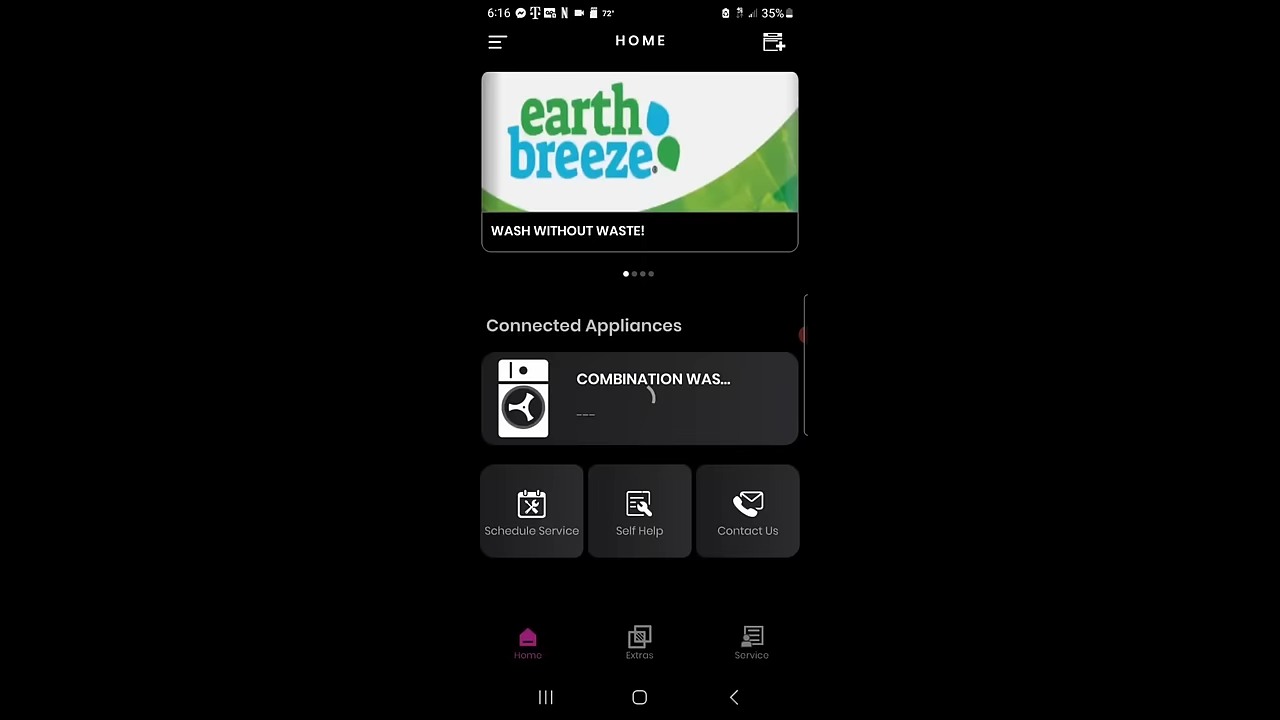 6:16 N 72° 35%
HOME
earth
breeze®
WASH WITHOUT WASTE!
Connected Appliances
COMBINATION WAS...
---
Schedule Service Self Help Contact Us
Home Extras Service